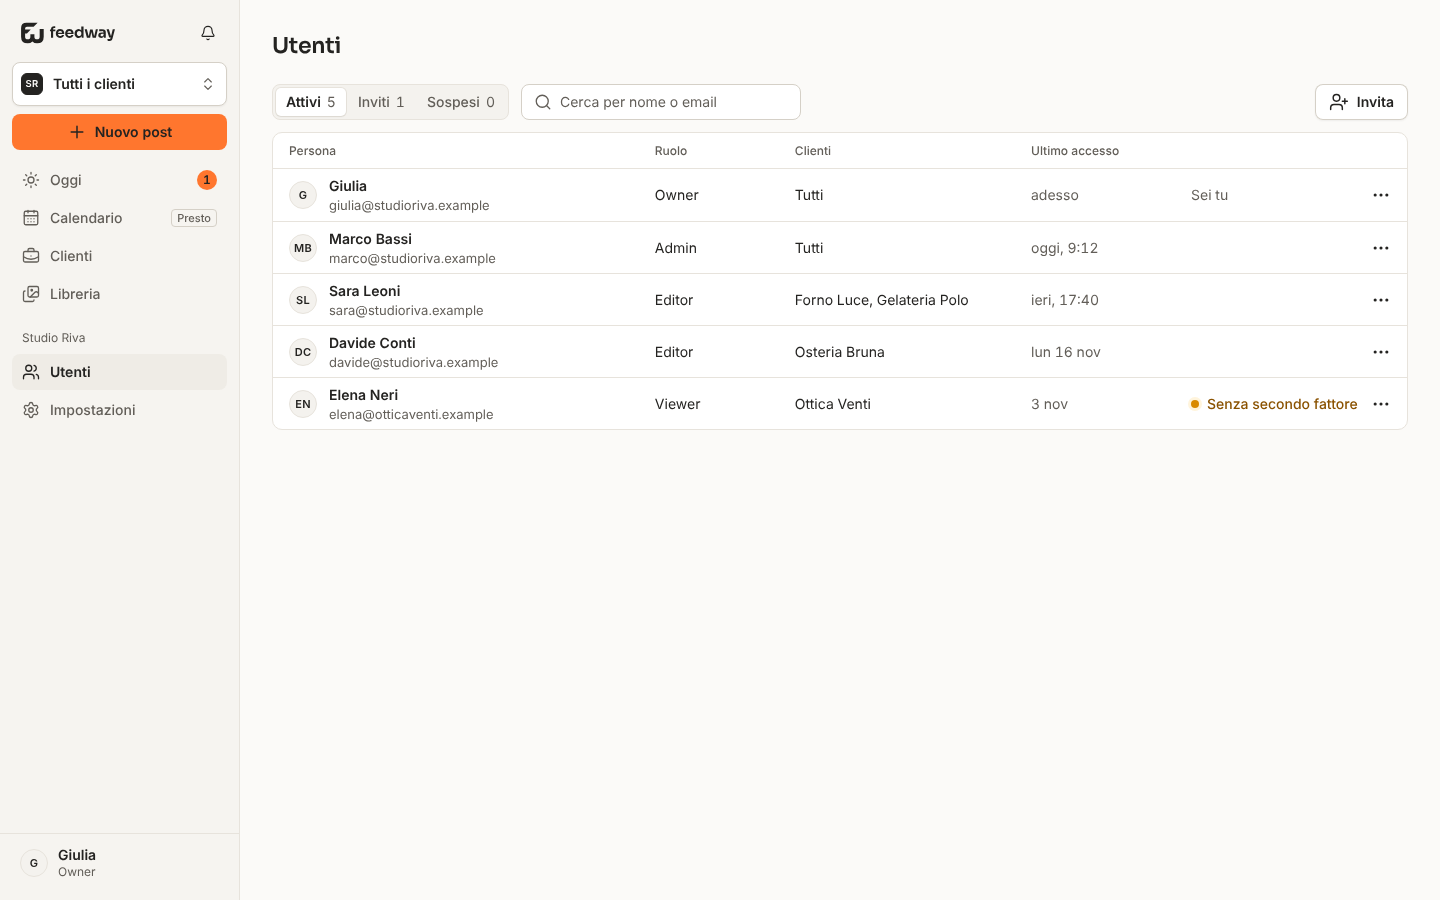 feedway
SR Tutti i clienti
Nuovo post
Oggi 1
Calendario Presto
Clienti
Libreria
Studio Riva
Utenti
Impostazioni
G Giulia
Owner
Utenti
Attivi 5 Inviti 1 Sospesi 0 Cerca per nome o email Invita
Persona Ruolo Clienti Ultimo accesso
G Giulia giulia@studioriva.example Owner Tutti adesso Sei tu
MB Marco Bassi marco@studioriva.example Admin Tutti oggi, 9:12
SL Sara Leoni sara@studioriva.example Editor Forno Luce, Gelateria Polo ieri, 17:40
DC Davide Conti davide@studioriva.example Editor Osteria Bruna lun 16 nov
EN Elena Neri elena@otticaventi.example Viewer Ottica Venti 3 nov Senza secondo fattore